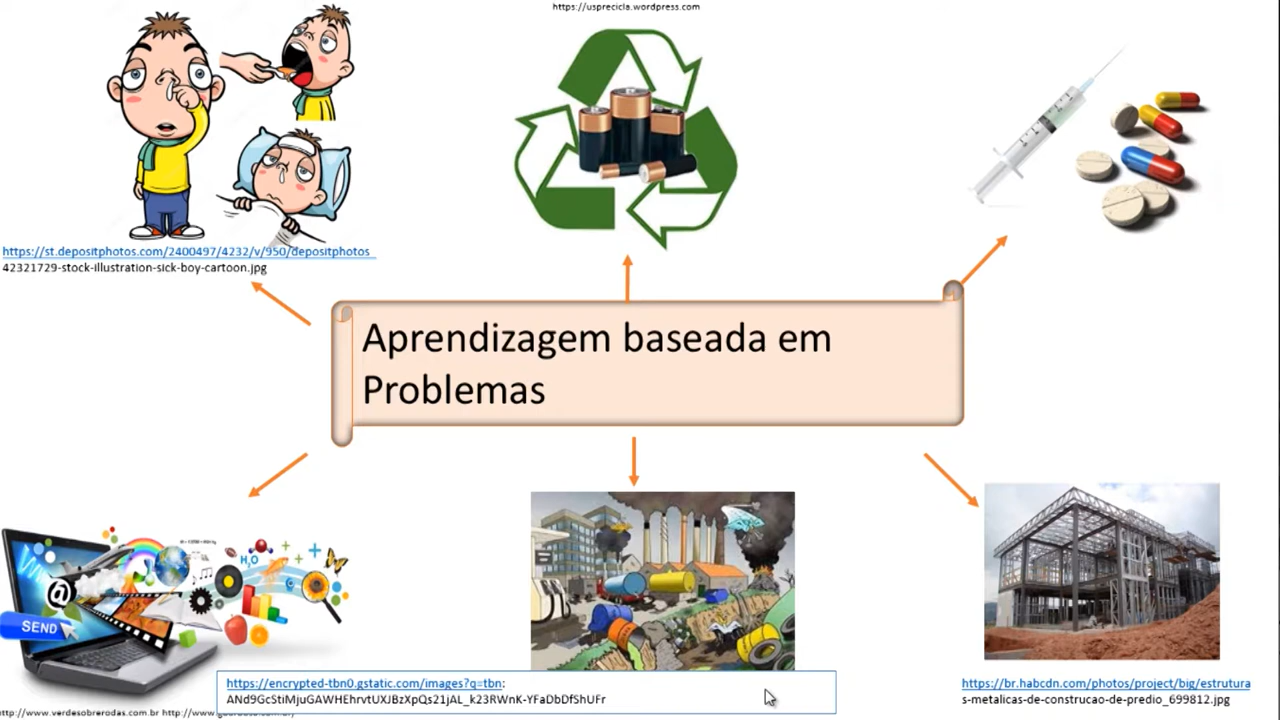 https://usprecicla.wordpress.com
https://st.depositphotos.com/2400497/4232/v/950/depositphotos
42321729-stock-illustration-sick-boy-cartoon.jpg
Aprendizagem baseada em
Problemas
H₂O
@
SEND
https://encrypted-tbn0.gstatic.com/images?q=tbn:
ANd9GcStiMjuGAWHEhrvtUXJBzXpQs21jAL_k23RWnK-YFaDbDfShUFr
https://br.habcdn.com/photos/project/big/estrutura
s-metalicas-de-construcao-de-predio_699812.jpg
http://www.verdesobrerodas.com.br